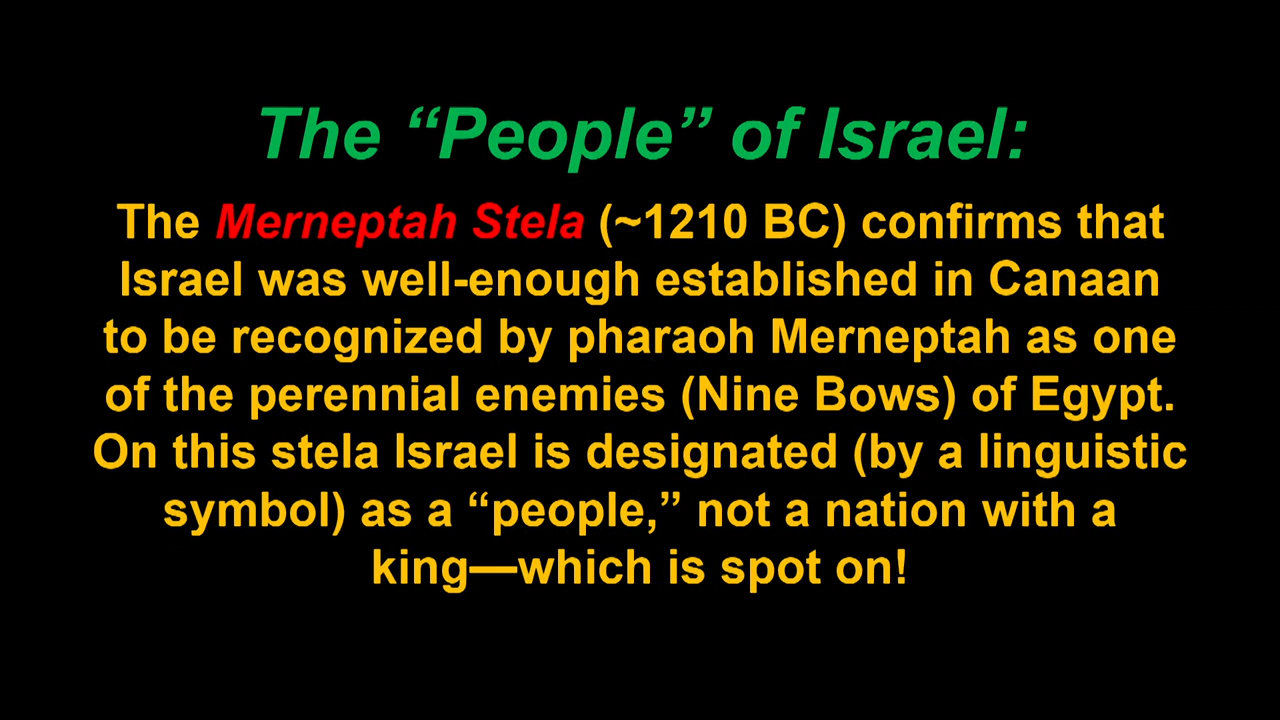 The “People” of Israel:
The Merneptah Stela (~1210 BC) confirms that
Israel was well-enough established in Canaan
to be recognized by pharaoh Merneptah as one
of the perennial enemies (Nine Bows) of Egypt.
On this stela Israel is designated (by a linguistic
symbol) as a “people,” not a nation with a
king—which is spot on!